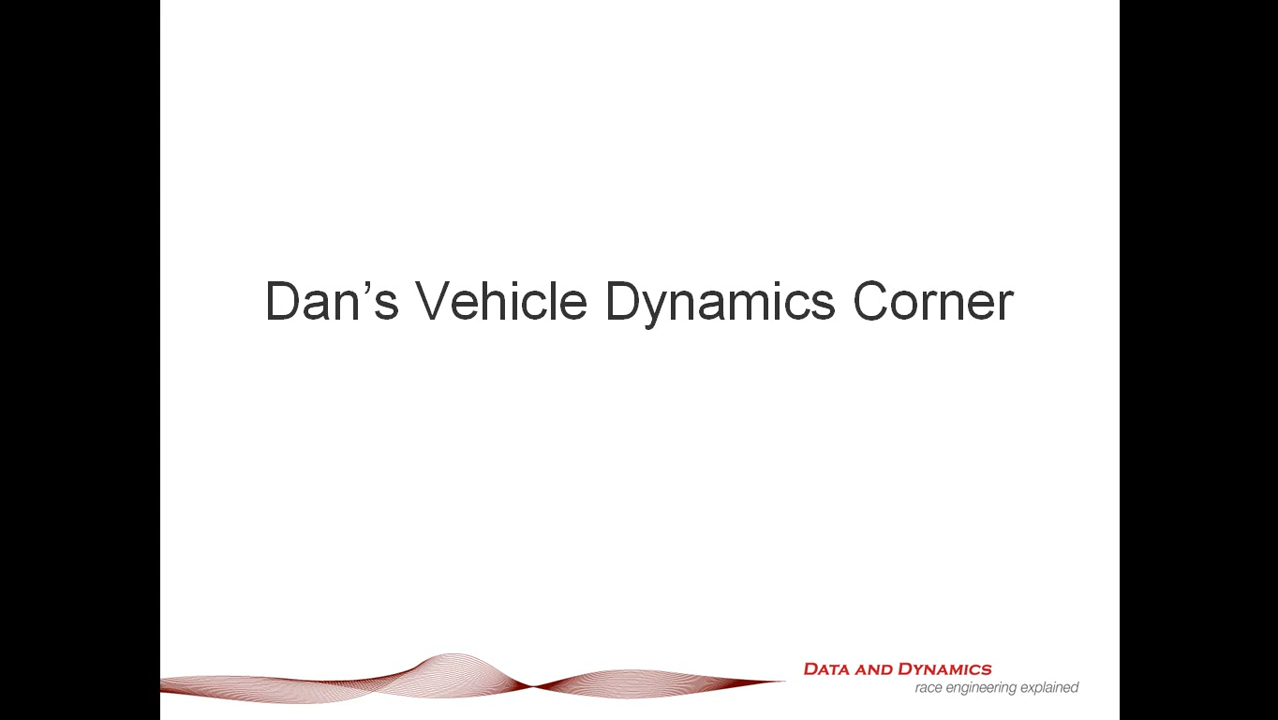 Dan’s Vehicle Dynamics Corner
DATA AND DYNAMICS
race engineering explained